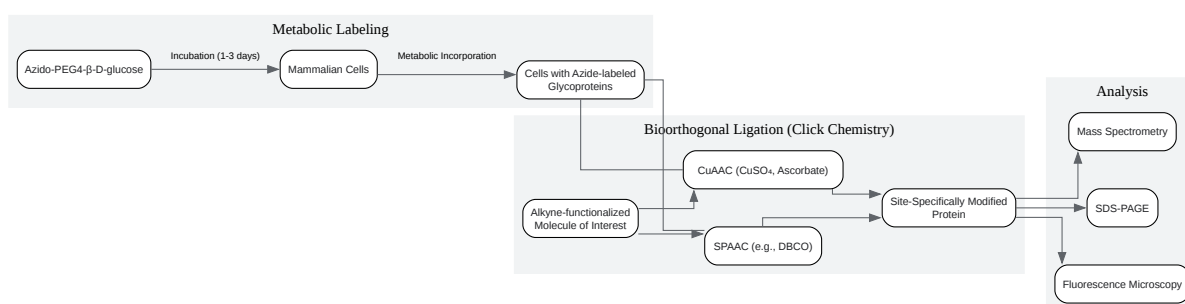 Metabolic Labeling
Azido-PEG4-β-D-glucose
Incubation (1-3 days)
Mammalian Cells
Metabolic Incorporation
Cells with Azide-labeled
Glycoproteins
Bioorthogonal Ligation (Click Chemistry)
CuAAC (CuSO₄, Ascorbate)
Alkyne-functionalized
Molecule of Interest
SPAAC (e.g., DBCO)
Site-Specifically Modified
Protein
Analysis
Mass Spectrometry
SDS-PAGE
Fluorescence Microscopy